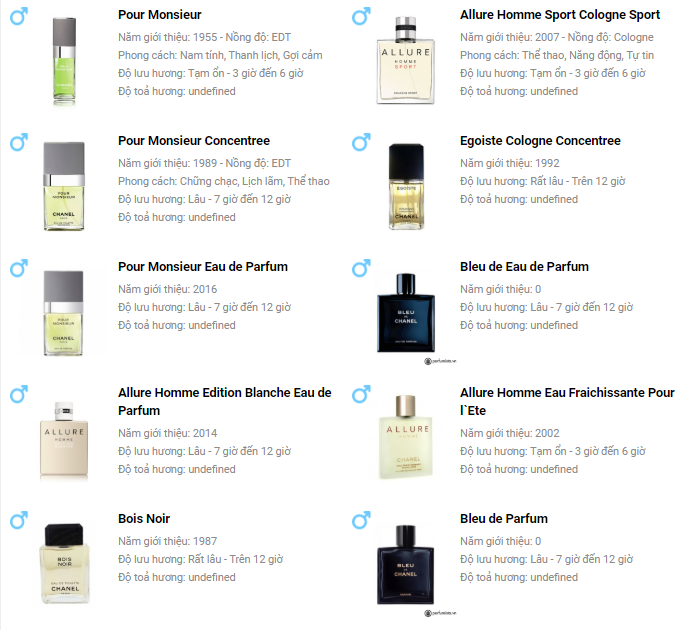 Pour Monsieur
Năm giới thiệu: 1955 - Nồng độ: EDT
Phong cách: Nam tính, Thanh lịch, Gợi cảm
Độ lưu hương: Tạm ổn - 3 giờ đến 6 giờ
Độ toả hương: undefined
Allure Homme Sport Cologne Sport
Năm giới thiệu: 2007 - Nồng độ: Cologne
Phong cách: Thể thao, Năng động, Tự tin
Độ lưu hương: Tạm ổn - 3 giờ đến 6 giờ
Độ toả hương: undefined
ALLURE
HOMME
SPORT
Pour Monsieur Concentree
Năm giới thiệu: 1989 - Nồng độ: EDT
Phong cách: Chững chạc, Lịch lãm, Thể thao
Độ lưu hương: Lâu - 7 giờ đến 12 giờ
Độ toả hương: undefined
POUR
MONSIEUR
CHANEL
Egoiste Cologne Concentree
Năm giới thiệu: 1992
Độ lưu hương: Rất lâu - Trên 12 giờ
Độ toả hương: undefined
EGOISTE
CHANEL
Pour Monsieur Eau de Parfum
Năm giới thiệu: 2016
Độ lưu hương: Lâu - 7 giờ đến 12 giờ
Độ toả hương: undefined
POUR
MONSIEUR
CHANEL
Bleu de Eau de Parfum
Năm giới thiệu: 0
Độ lưu hương: Lâu - 7 giờ đến 12 giờ
Độ toả hương: undefined
BLEU
DE
CHANEL
parfumlata.vn
Allure Homme Edition Blanche Eau de
Parfum
Năm giới thiệu: 2014
Độ lưu hương: Lâu - 7 giờ đến 12 giờ
Độ toả hương: undefined
ALLURE
HOMME
Allure Homme Eau Fraichissante Pour
l`Ete
Năm giới thiệu: 2002
Độ lưu hương: Tạm ổn - 3 giờ đến 6 giờ
Độ toả hương: undefined
ALLURE
HOMME
CHANEL
Bois Noir
Năm giới thiệu: 1987
Độ lưu hương: Rất lâu - Trên 12 giờ
Độ toả hương: undefined
BOIS
NOIR
EAU DE TOILETTE
CHANEL
Bleu de Parfum
Năm giới thiệu: 0
Độ lưu hương: Lâu - 7 giờ đến 12 giờ
Độ toả hương: undefined
BLEU
DE
CHANEL
parfumlata.vn